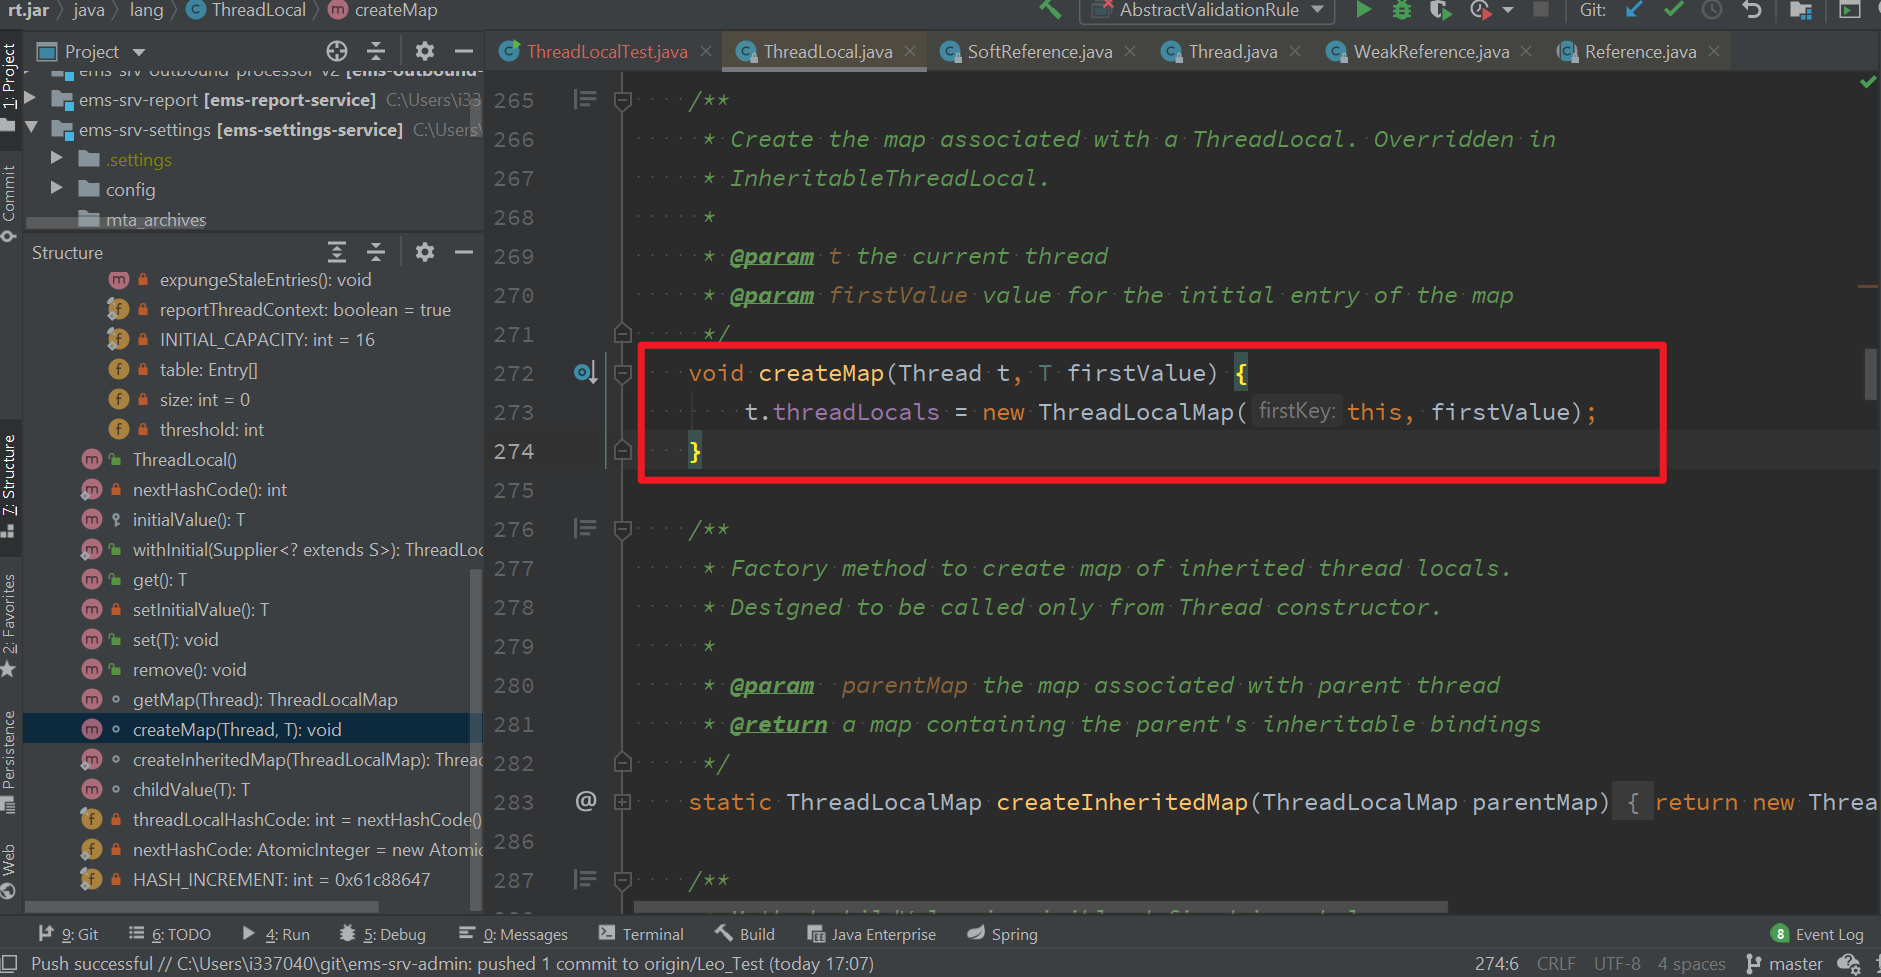 rt.jar java lang ThreadLocal createMap AbstractValidationRule Git:
1: Project Commit 7: Structure 2: Favorites Persistence Web
Project
ems-srv-outbound-processor-v2 [ems-outbound-
ems-srv-report [ems-report-service] C:\Users\i33
ems-srv-settings [ems-settings-service] C:\Users\
.settings
config
mta_archives
Structure
expungeStaleEntries(): void
reportThreadContext: boolean = true
INITIAL_CAPACITY: int = 16
table: Entry[]
size: int = 0
threshold: int
ThreadLocal()
nextHashCode(): int
initialValue(): T
withInitial(Supplier<? extends S>): ThreadLoc
get(): T
setInitialValue(): T
set(T): void
remove(): void
getMap(Thread): ThreadLocalMap
createMap(Thread, T): void
createInheritedMap(ThreadLocalMap): Threa
childValue(T): T
threadLocalHashCode: int = nextHashCode()
nextHashCode: AtomicInteger = new Atomic
HASH_INCREMENT: int = 0x61c88647
ThreadLocalTest.java ThreadLocal.java SoftReference.java Thread.java WeakReference.java Reference.java
265 /**
266 * Create the map associated with a ThreadLocal. Overridden in
267 * InheritableThreadLocal.
268 *
269 * @param t the current thread
270 * @param firstValue value for the initial entry of the map
271 */
272 void createMap(Thread t, T firstValue) {
273 t.threadLocals = new ThreadLocalMap( firstKey: this, firstValue);
274 }
275
276 /**
277 * Factory method to create map of inherited thread locals.
278 * Designed to be called only from Thread constructor.
279 *
280 * @param parentMap the map associated with parent thread
281 * @return a map containing the parent's inheritable bindings
282 */
283 @ static ThreadLocalMap createInheritedMap(ThreadLocalMap parentMap) { return new Threa
286
287 /**
9: Git 6: TODO 4: Run 5: Debug 0: Messages Terminal Build Java Enterprise Spring 8 Event Log
Push successful // C:\Users\i337040\git\ems-srv-admin: pushed 1 commit to origin/Leo_Test (today 17:07) 274:6 CRLF UTF-8 4 spaces master